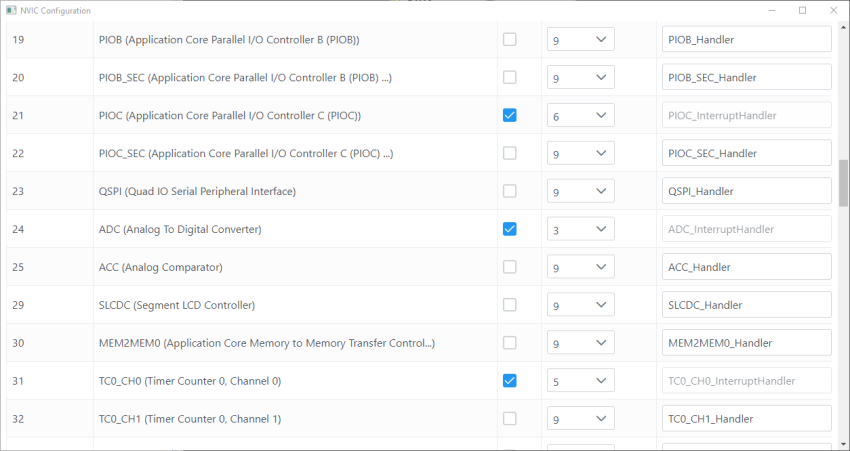 NVIC Configuration
19 PIOB (Application Core Parallel I/O Controller B (PIOB)) 9 PIOB_Handler
20 PIOB_SEC (Application Core Parallel I/O Controller B (PIOB) ...) 9 PIOB_SEC_Handler
21 PIOC (Application Core Parallel I/O Controller C (PIOC)) 6 PIOC_InterruptHandler
22 PIOC_SEC (Application Core Parallel I/O Controller C (PIOC) ...) 9 PIOC_SEC_Handler
23 QSPI (Quad IO Serial Peripheral Interface) 9 QSPI_Handler
24 ADC (Analog To Digital Converter) 3 ADC_InterruptHandler
25 ACC (Analog Comparator) 9 ACC_Handler
29 SLCDC (Segment LCD Controller) 9 SLCDC_Handler
30 MEM2MEM0 (Application Core Memory to Memory Transfer Control...) 9 MEM2MEM0_Handler
31 TC0_CH0 (Timer Counter 0, Channel 0) 5 TC0_CH0_InterruptHandler
32 TC0_CH1 (Timer Counter 0, Channel 1) 9 TC0_CH1_Handler